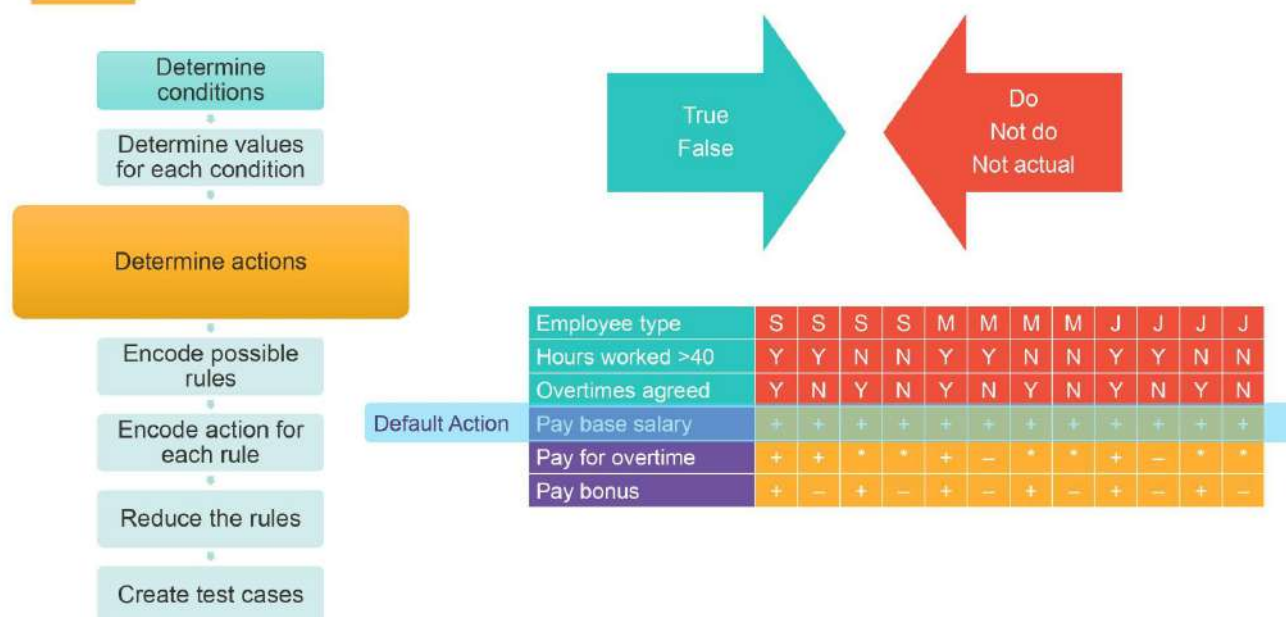 Determine
conditions
Determine values
for each condition
Determine actions
Encode possible
rules
Encode action for
each rule
Reduce the rules
Create test cases
True
False
Do
Not do
Not actual
Employee type S S S S M M M M J J J J
Hours worked >40 Y Y N N Y Y N N Y Y N N
Overtimes agreed Y N Y N Y N Y N Y N Y N
Default Action Pay base salary + + + + + + + + + + + +
Pay for overtime + + * * + – * * + – * *
Pay bonus + – + – + – + – + – + –